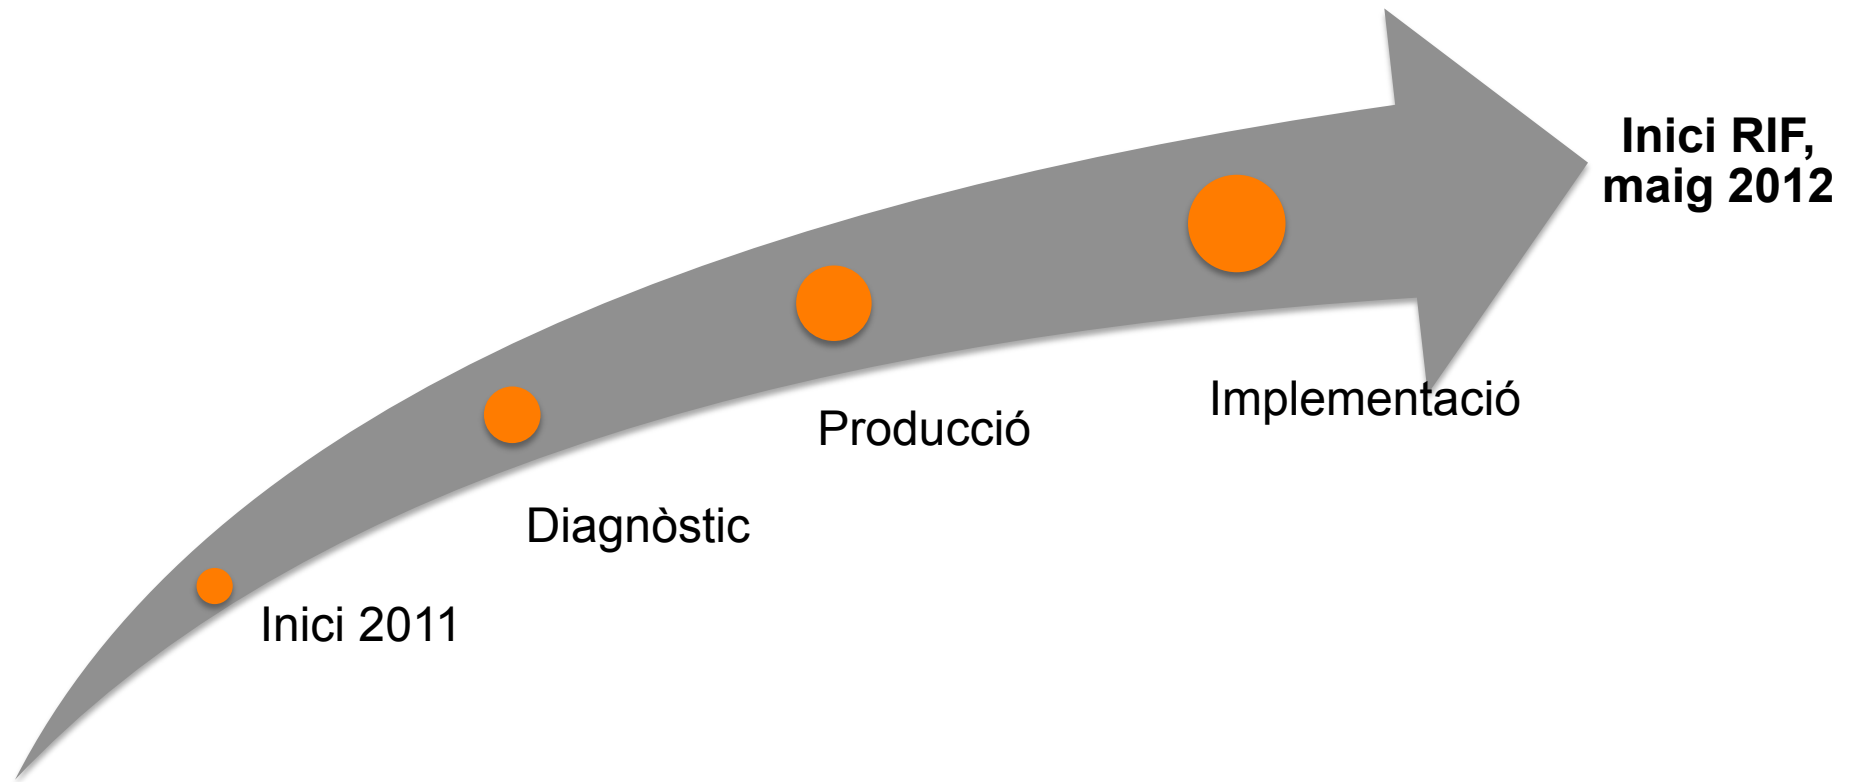 Inici RIF,
maig 2012
Implementació
Producció
Diagnòstic
Inici 2011